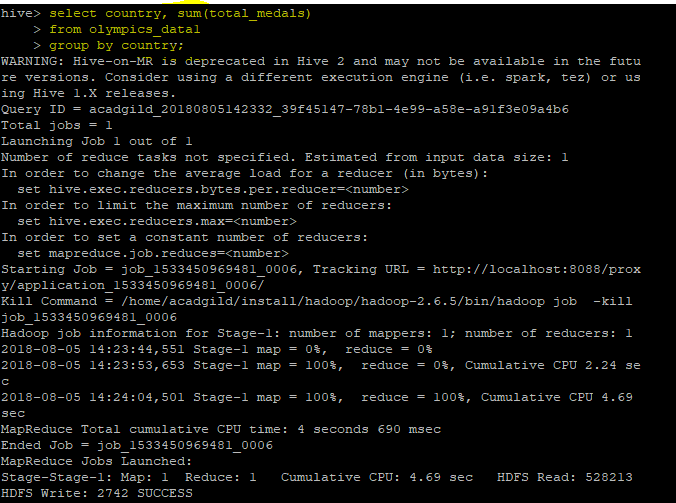 hive> select country, sum(total_medals)
    > from olympics_data1
    > group by country;
WARNING: Hive-on-MR is deprecated in Hive 2 and may not be available in the futu
re versions. Consider using a different execution engine (i.e. spark, tez) or us
ing Hive 1.X releases.
Query ID = acadgild_20180805142332_39f45147-78b1-4e99-a58e-a91f3e09a4b6
Total jobs = 1
Launching Job 1 out of 1
Number of reduce tasks not specified. Estimated from input data size: 1
In order to change the average load for a reducer (in bytes):
  set hive.exec.reducers.bytes.per.reducer=<number>
In order to limit the maximum number of reducers:
  set hive.exec.reducers.max=<number>
In order to set a constant number of reducers:
  set mapreduce.job.reduces=<number>
Starting Job = job_1533450969481_0006, Tracking URL = http://localhost:8088/prox
y/application_1533450969481_0006/
Kill Command = /home/acadgild/install/hadoop/hadoop-2.6.5/bin/hadoop job  -kill
job_1533450969481_0006
Hadoop job information for Stage-1: number of mappers: 1; number of reducers: 1
2018-08-05 14:23:44,551 Stage-1 map = 0%,  reduce = 0%
2018-08-05 14:23:53,653 Stage-1 map = 100%,  reduce = 0%, Cumulative CPU 2.24 se
c
2018-08-05 14:24:04,501 Stage-1 map = 100%,  reduce = 100%, Cumulative CPU 4.69
sec
MapReduce Total cumulative CPU time: 4 seconds 690 msec
Ended Job = job_1533450969481_0006
MapReduce Jobs Launched:
Stage-Stage-1: Map: 1  Reduce: 1   Cumulative CPU: 4.69 sec   HDFS Read: 528213
HDFS Write: 2742 SUCCESS